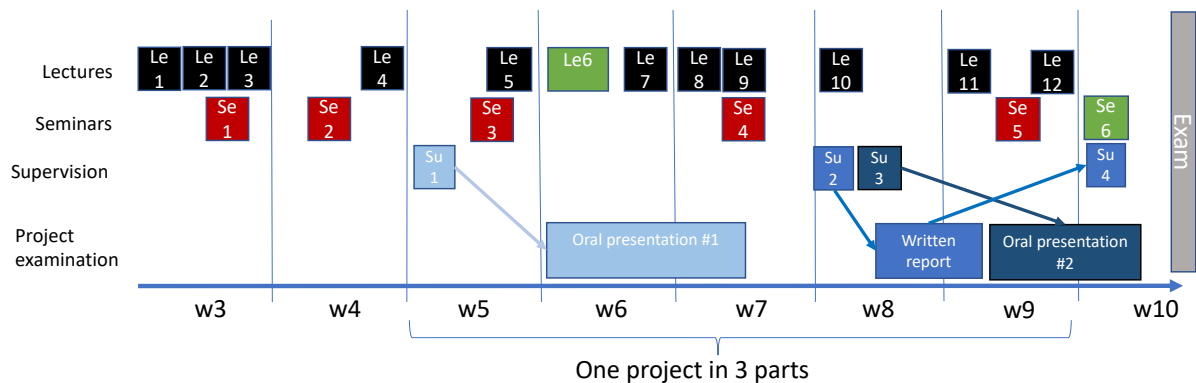 Lectures
Le
1
Le
2
Le
3
Le
4
Le
5
Le6
Le
7
Le
8
Le
9
Le
10
Le
11
Le
12
Seminars
Se
1
Se
2
Se
3
Se
4
Se
5
Se
6
Supervision
Su
1
Su
2
Su
3
Su
4
Project
examination
Oral presentation #1
Written
report
Oral presentation
#2
Exam
w3
w4
w5
w6
w7
w8
w9
w10
One project in 3 parts